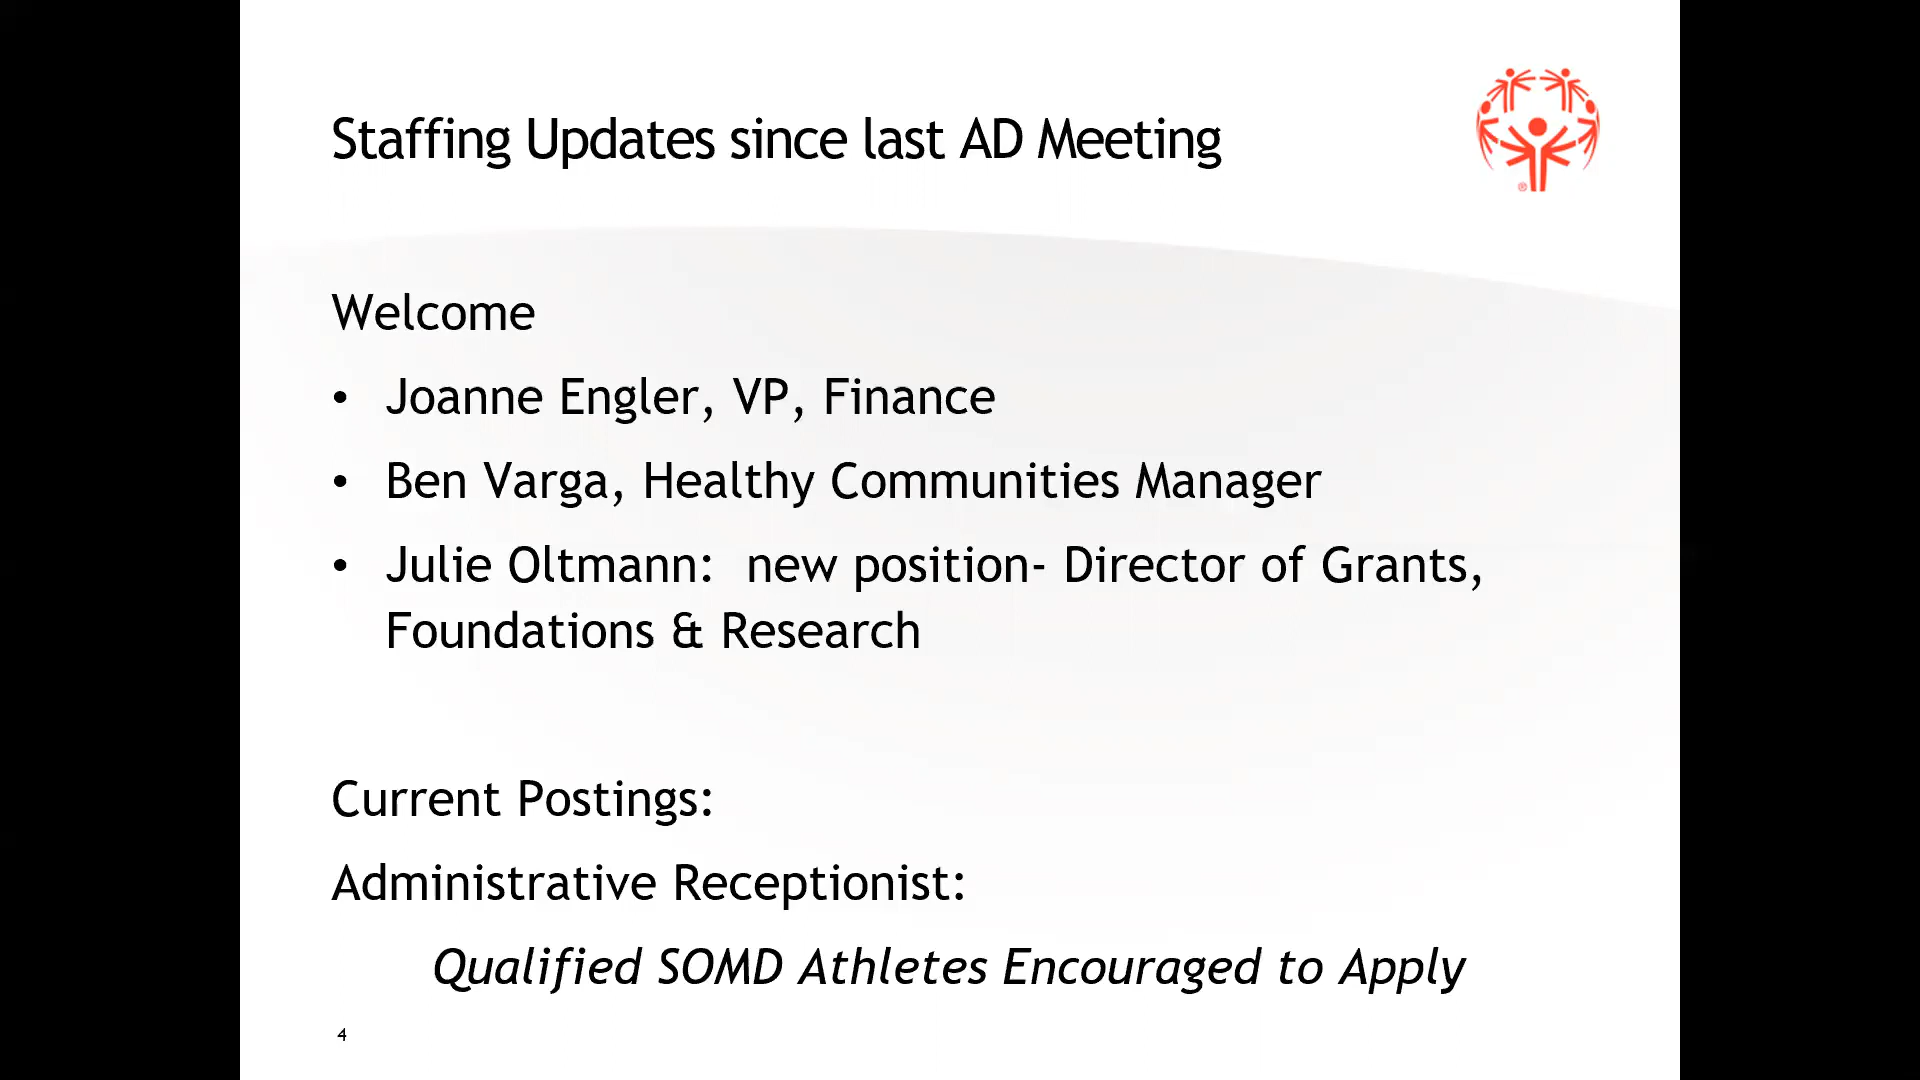 Staffing Updates since last AD Meeting
®
Welcome
• Joanne Engler, VP, Finance
• Ben Varga, Healthy Communities Manager
• Julie Oltmann:  new position- Director of Grants,
Foundations & Research
Current Postings:
Administrative Receptionist:
Qualified SOMD Athletes Encouraged to Apply
4